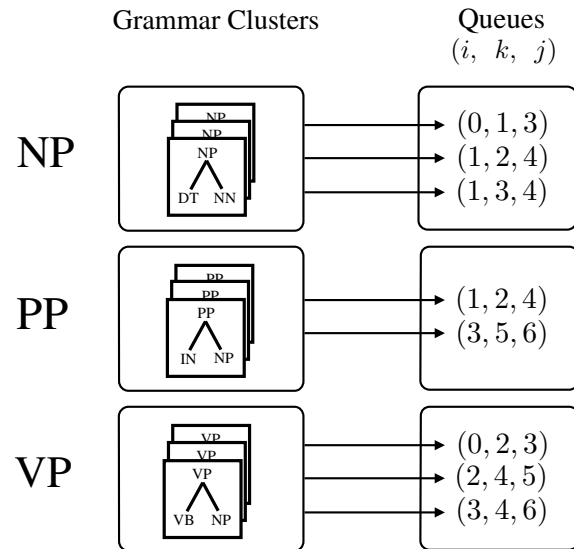 Grammar Clusters
Queues
(i, k, j)
NP
NP
NP
NP
DT NN
(0, 1, 3)
(1, 2, 4)
(1, 3, 4)
PP
PP
PP
PP
IN NP
(1, 2, 4)
(3, 5, 6)
VP
VP
VP
VP
VB NP
(0, 2, 3)
(2, 4, 5)
(3, 4, 6)